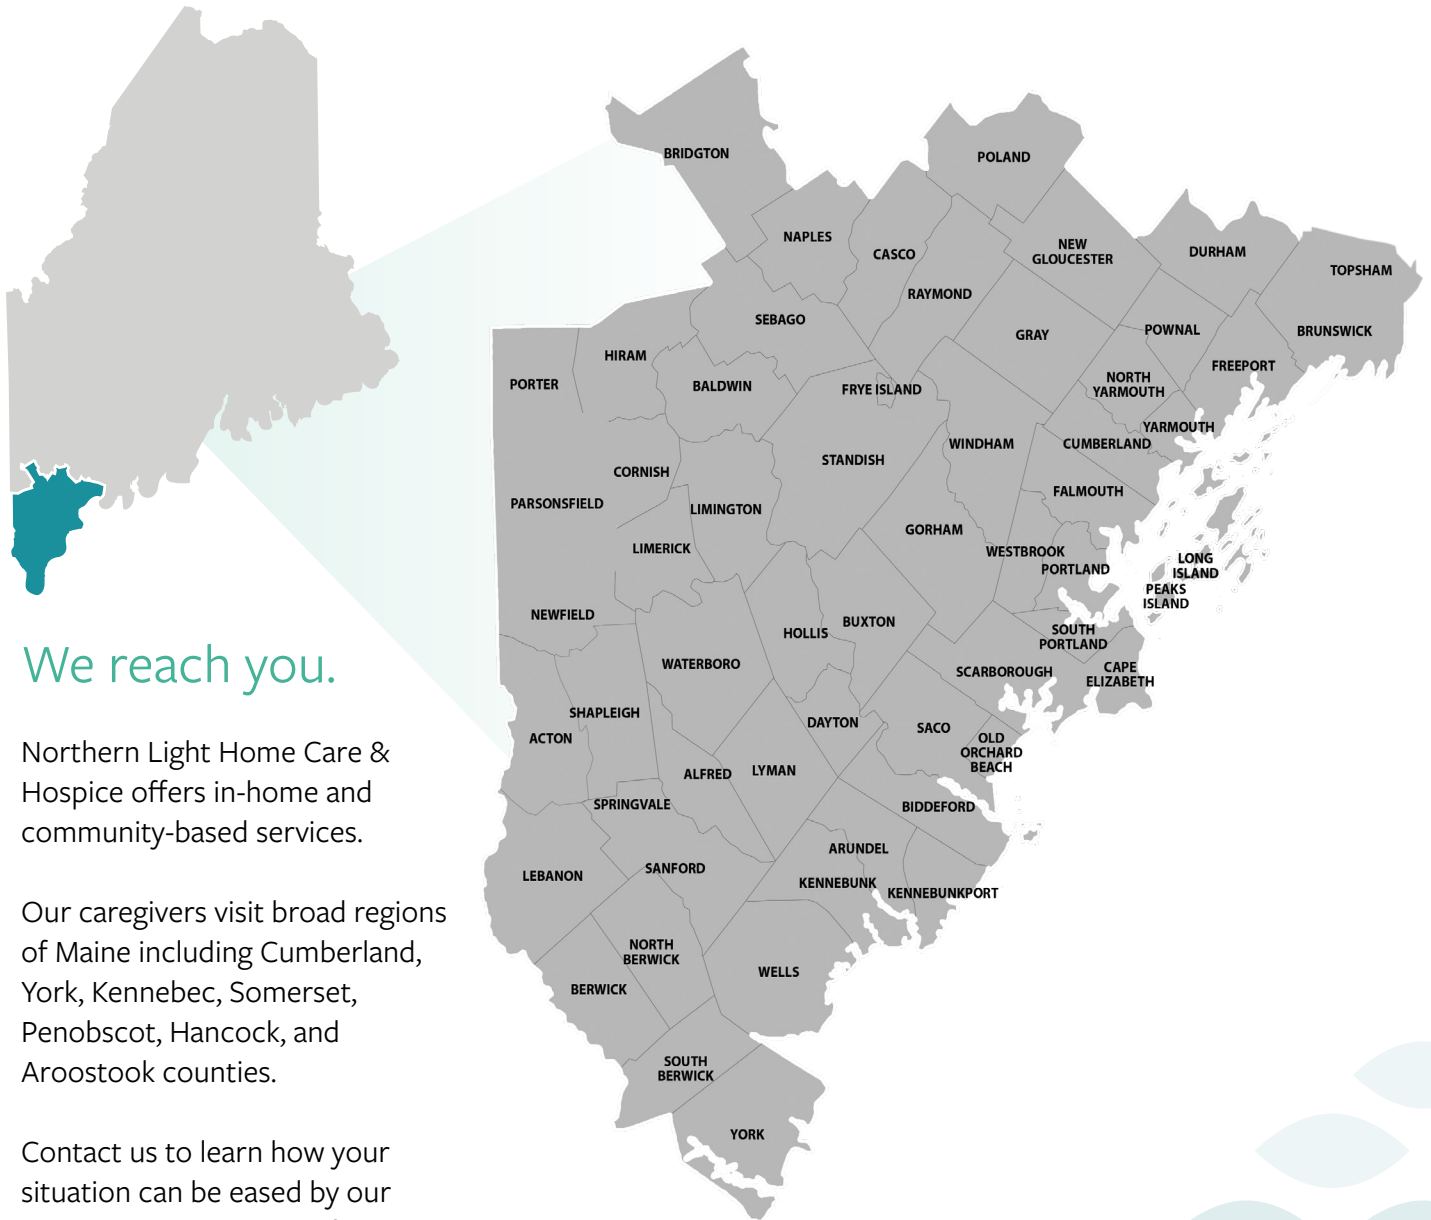 BRIDGTON
POLAND
NAPLES
CASCO
NEW
GLOUCESTER
DURHAM
TOPSHAM
RAYMOND
SEBAGO
GRAY
POWNAL
BRUNSWICK
HIRAM
FREEPORT
PORTER
BALDWIN
FRYE ISLAND
NORTH
YARMOUTH
YARMOUTH
WINDHAM
CUMBERLAND
STANDISH
CORNISH
FALMOUTH
PARSONSFIELD
LIMINGTON
GORHAM
LIMERICK
WESTBROOK
PORTLAND
LONG
ISLAND
PEAKS
ISLAND
NEWFIELD
HOLLIS
BUXTON
SOUTH
PORTLAND
WATERBORO
SCARBOROUGH
CAPE
ELIZABETH
SHAPLEIGH
DAYTON
SACO
ACTON
OLD
ORCHARD
BEACH
ALFRED
LYMAN
SPRINGVALE
BIDDEFORD
ARUNDEL
LEBANON
SANFORD
KENNEBUNK
KENNEBUNKPORT
NORTH
BERWICK
WELLS
BERWICK
SOUTH
BERWICK
YORK
We reach you.
Northern Light Home Care &
Hospice offers in-home and
community-based services.
Our caregivers visit broad regions
of Maine including Cumberland,
York, Kennebec, Somerset,
Penobscot, Hancock, and
Aroostook counties.
Contact us to learn how your
situation can be eased by our